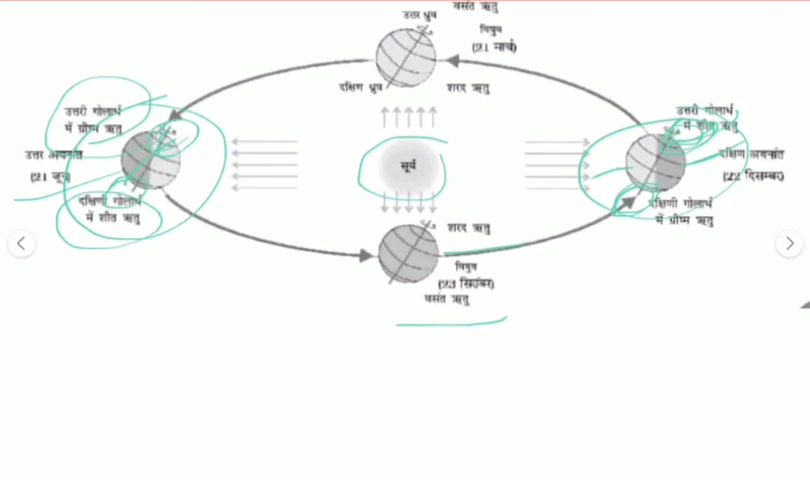 उत्तर ध्रुव
वसंत ऋतु
विषुव
(21 मार्च)
दक्षिण ध्रुव
शरद ऋतु
उत्तरी गोलार्ध
में ग्रीष्म ऋतु
उत्तर अयनांत
(21 जून)
दक्षिणी गोलार्ध
में शीत ऋतु
सूर्य
उत्तरी गोलार्ध
में शीत ऋतु
दक्षिण अयनांत
(22 दिसम्बर)
दक्षिणी गोलार्ध
में ग्रीष्म ऋतु
शरद ऋतु
विषुव
(23 सितंबर)
वसंत ऋतु